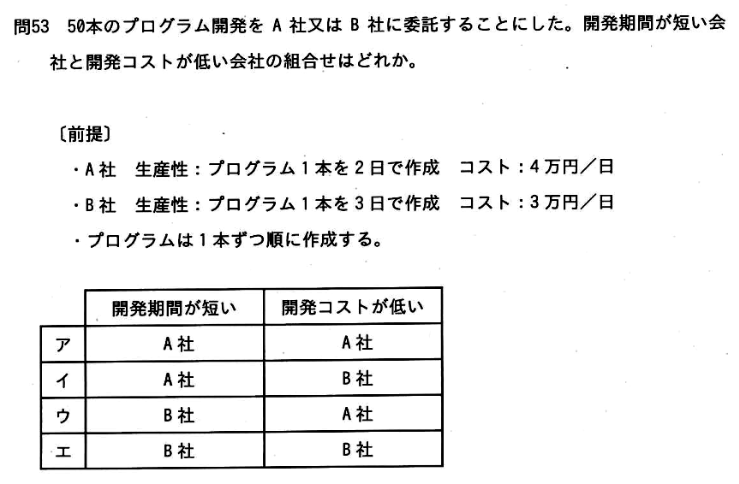 問53 50本のプログラム開発を A 社又は B 社に委託することにした。開発期間が短い会
社と開発コストが低い会社の組合せはどれか。
〔前提〕
・A社 生産性:プログラム1本を2日で作成 コスト:4万円/日
・B社 生産性:プログラム1本を3日で作成 コスト:3万円/日
・プログラムは1本ずつ順に作成する。
開発期間が短い 開発コストが低い
ア A社 A社
イ A社 B社
ウ B社 A社
エ B社 B社